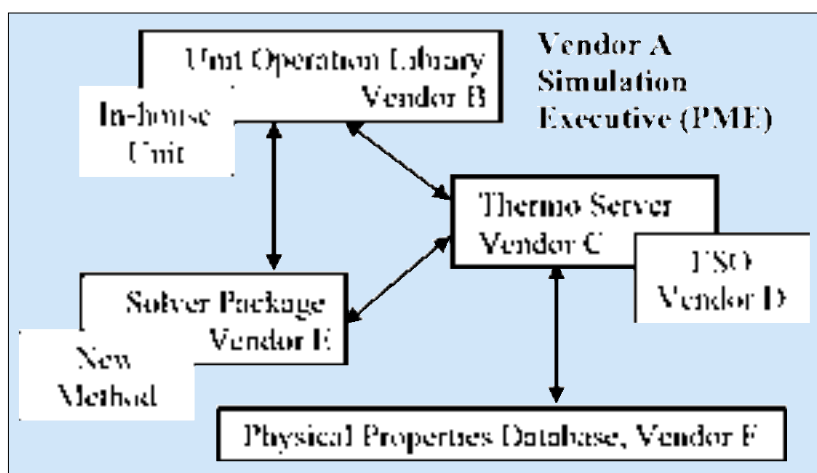 Unit Operation Library
Vendor B
Vendor A
Simulation
Executive (PME)
In-house
Unit
Thermo Server
Vendor C
ESO
Vendor D
Solver Package
Vendor E
New
Method
Physical Properties Database, Vendor F